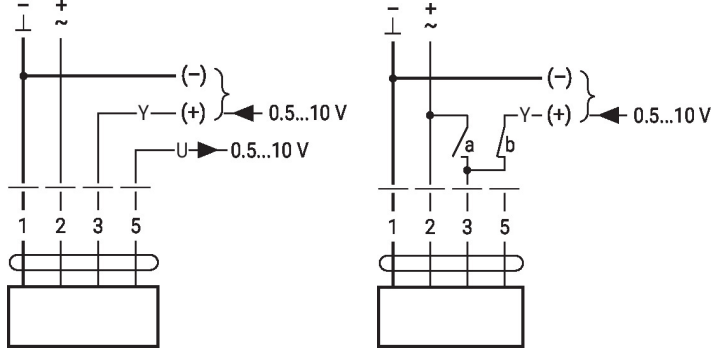 − +
⊥ ~
(−)
Y (+) 0.5...10 V
U 0.5...10 V
1 2 3 5
− +
⊥ ~
(−)
Y (+) 0.5...10 V
a b
1 2 3 5